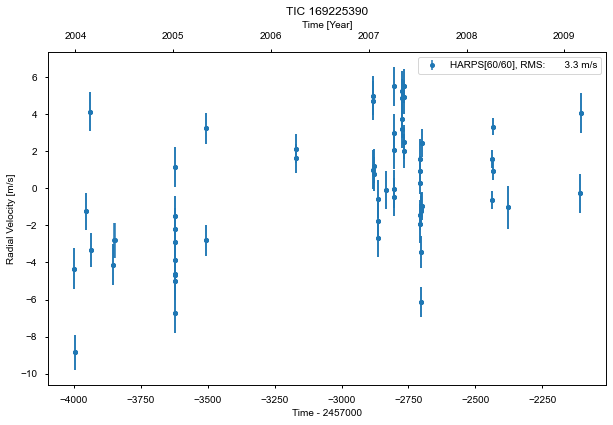 TIC 169225390
Time [Year]
2004 2005 2006 2007 2008 2009
HARPS[60/60], RMS: 3.3 m/s
Radial Velocity [m/s]
6
4
2
0
−2
−4
−6
−8
−10
−4000 −3750 −3500 −3250 −3000 −2750 −2500 −2250
Time - 2457000